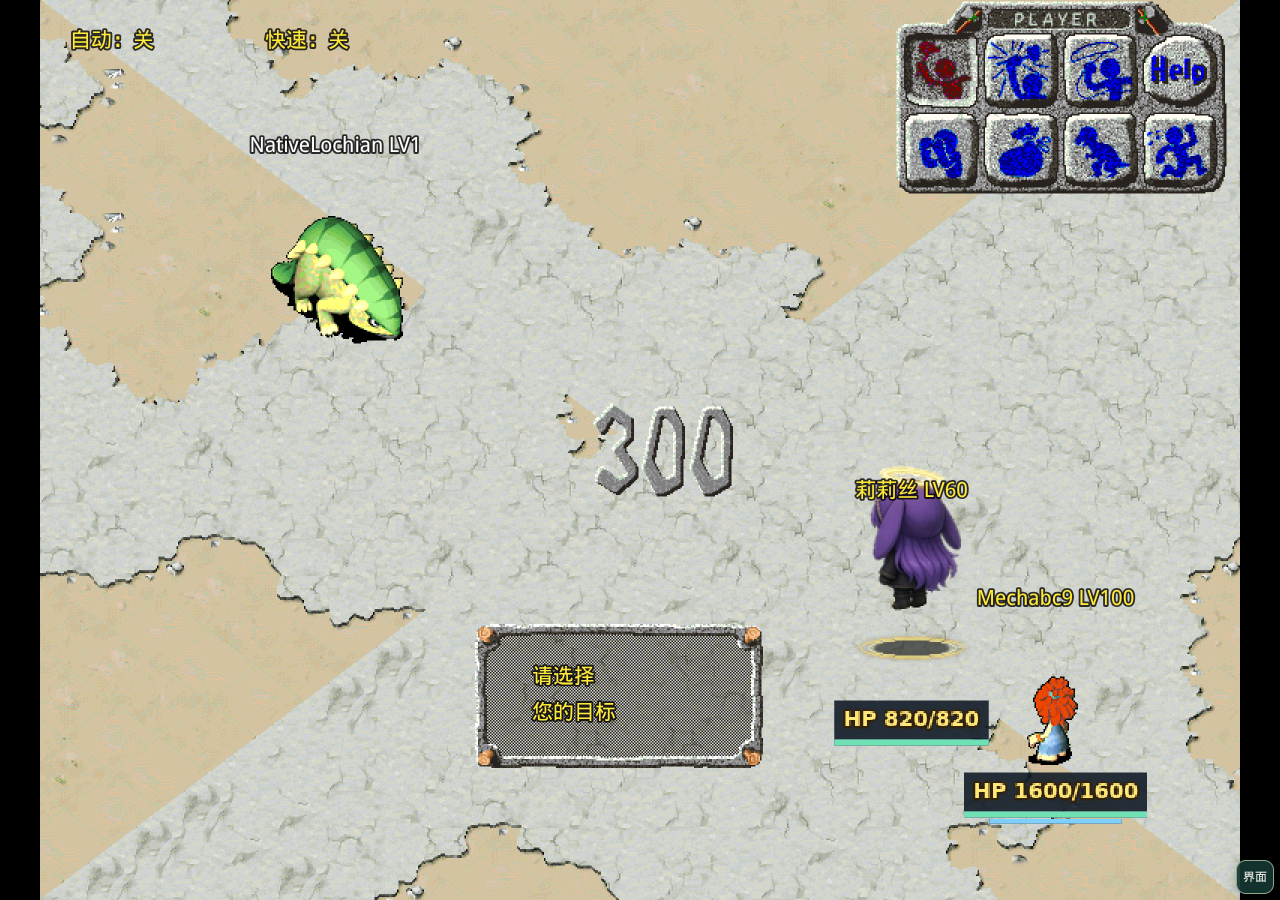 PLAYER
自动：关
快速：关
Help
NativeLochian LV1
300
莉莉丝 LV60
Mechabc9 LV100
请选择
您的目标
HP 820/820
HP 1600/1600
界面